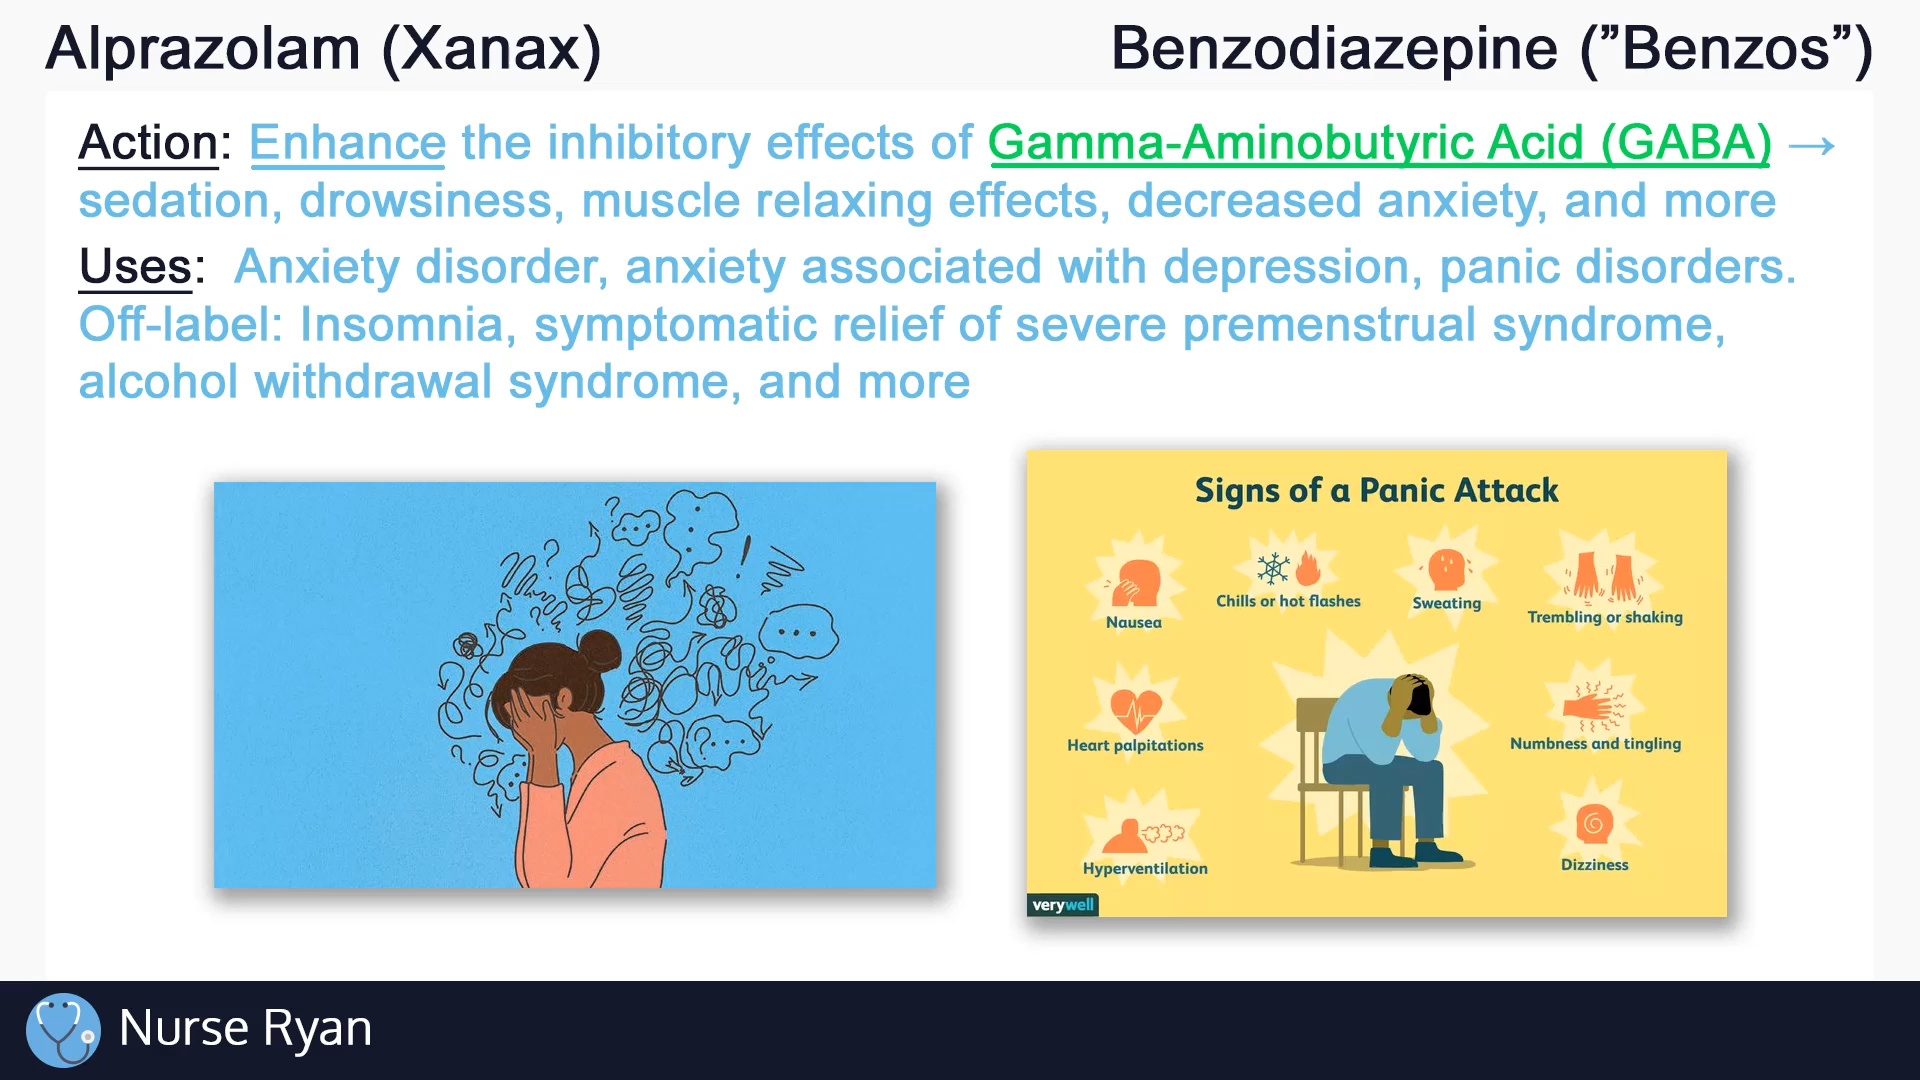 Alprazolam (Xanax)
Benzodiazepine (”Benzos”)
Action: Enhance the inhibitory effects of Gamma-Aminobutyric Acid (GABA) →
sedation, drowsiness, muscle relaxing effects, decreased anxiety, and more
Uses: Anxiety disorder, anxiety associated with depression, panic disorders.
Off-label: Insomnia, symptomatic relief of severe premenstrual syndrome,
alcohol withdrawal syndrome, and more
? ?
!
?
Signs of a Panic Attack
Nausea
Chills or hot flashes
Sweating
Trembling or shaking
Heart palpitations
Numbness and tingling
Hyperventilation
Dizziness
verywell
Nurse Ryan